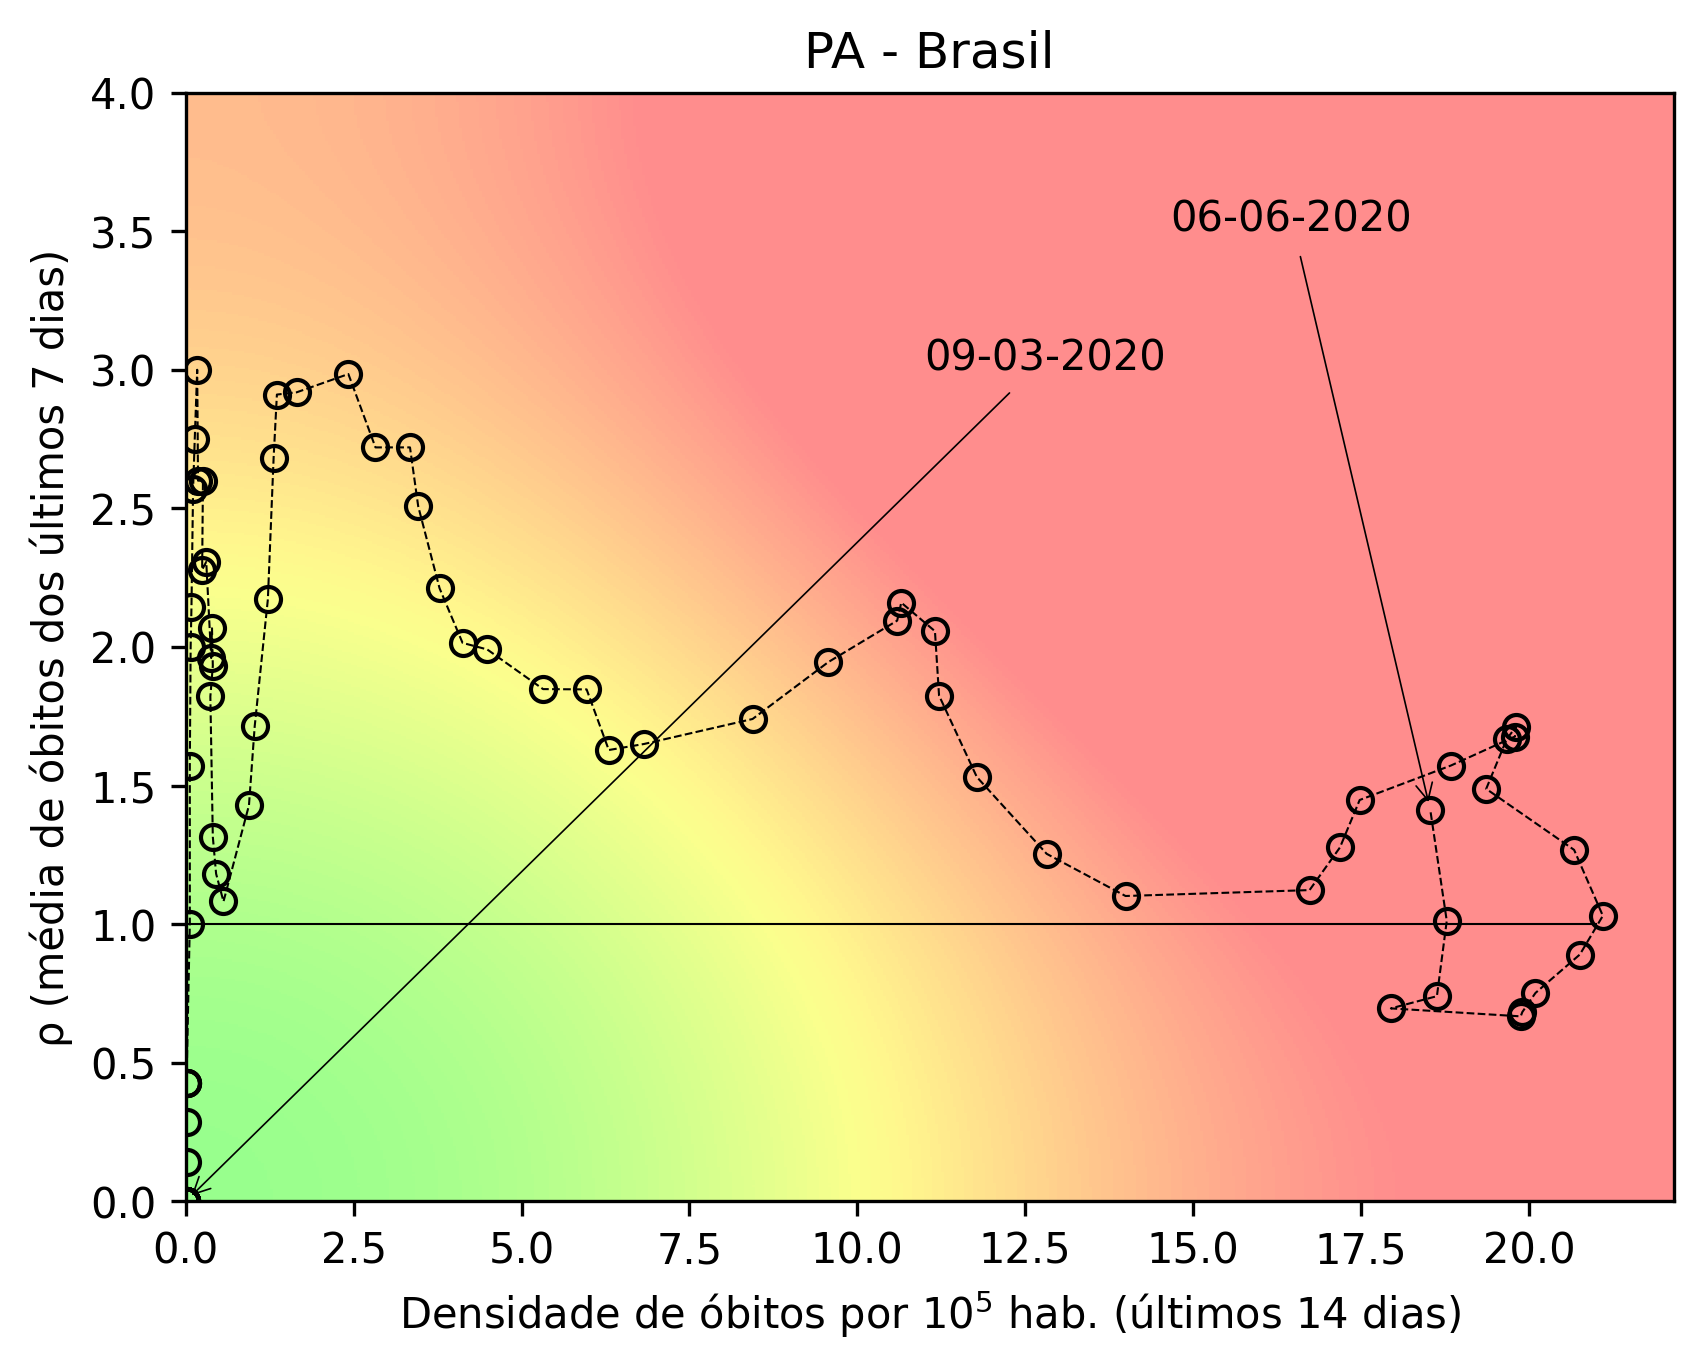 PA - Brasil
4.0
3.5
3.0
2.5
2.0
1.5
1.0
0.5
0.0
ρ (média de óbitos dos últimos 7 dias)
06-06-2020
09-03-2020
0.0 2.5 5.0 7.5 10.0 12.5 15.0 17.5 20.0
Densidade de óbitos por 10⁵ hab. (últimos 14 dias)